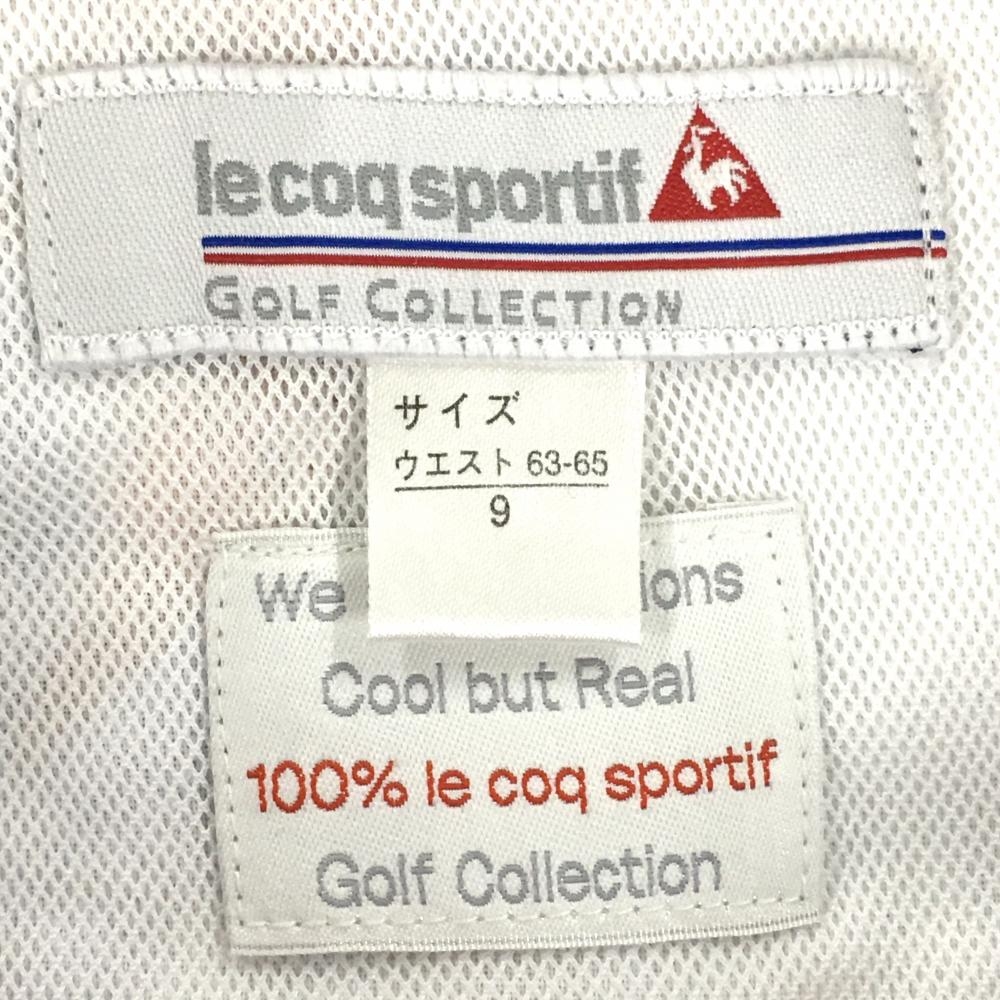 le coq sportif
GOLF COLLECTION
サイズ
ウエスト 63-65
9
We
Cool but Real
100% le coq sportif
Golf Collection